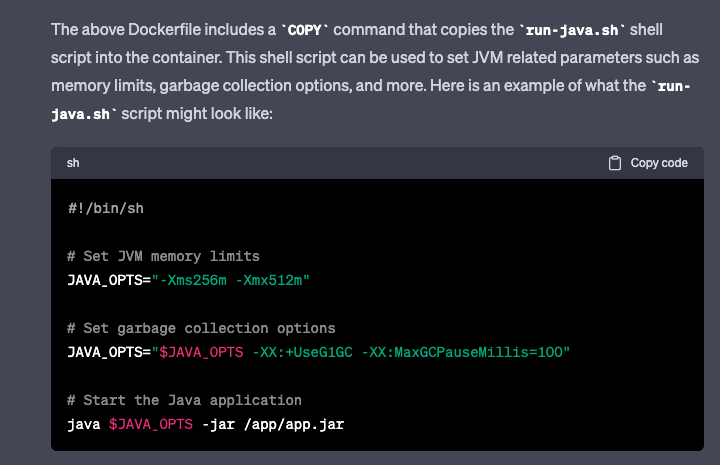 The above Dockerfile includes a `COPY` command that copies the `run-java.sh` shell
script into the container. This shell script can be used to set JVM related parameters such as
memory limits, garbage collection options, and more. Here is an example of what the `run-
java.sh` script might look like:
sh
Copy code
#!/bin/sh
# Set JVM memory limits
JAVA_OPTS="-Xms256m -Xmx512m"
# Set garbage collection options
JAVA_OPTS="$JAVA_OPTS -XX:+UseG1GC -XX:MaxGCPauseMillis=100"
# Start the Java application
java $JAVA_OPTS -jar /app/app.jar